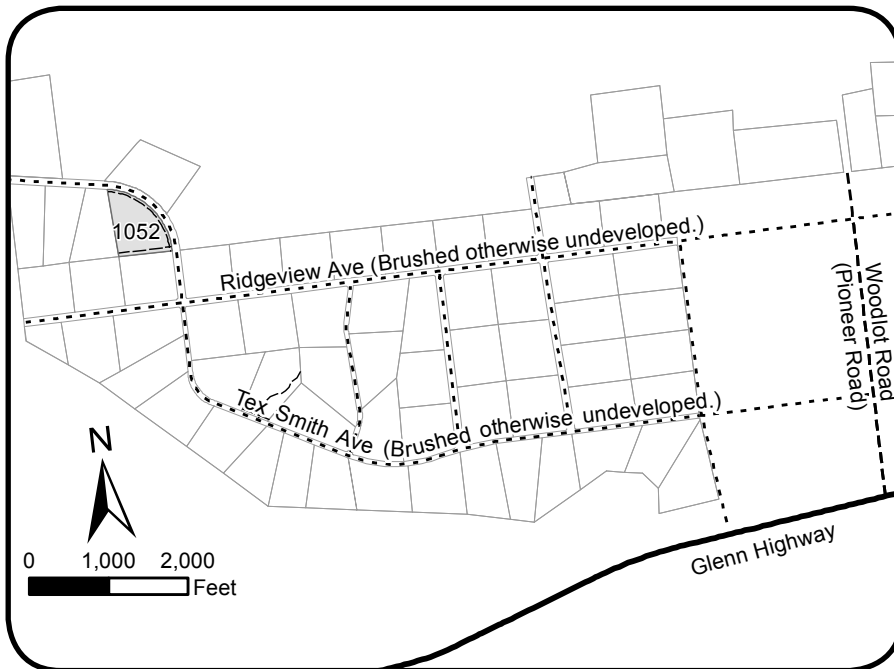 1052
Ridgeview Ave (Brushed otherwise undeveloped.)
Woodlot Road
(Pioneer Road)
Tex Smith Ave (Brushed otherwise undeveloped.)
N
0 1,000 2,000
Feet
Glenn Highway